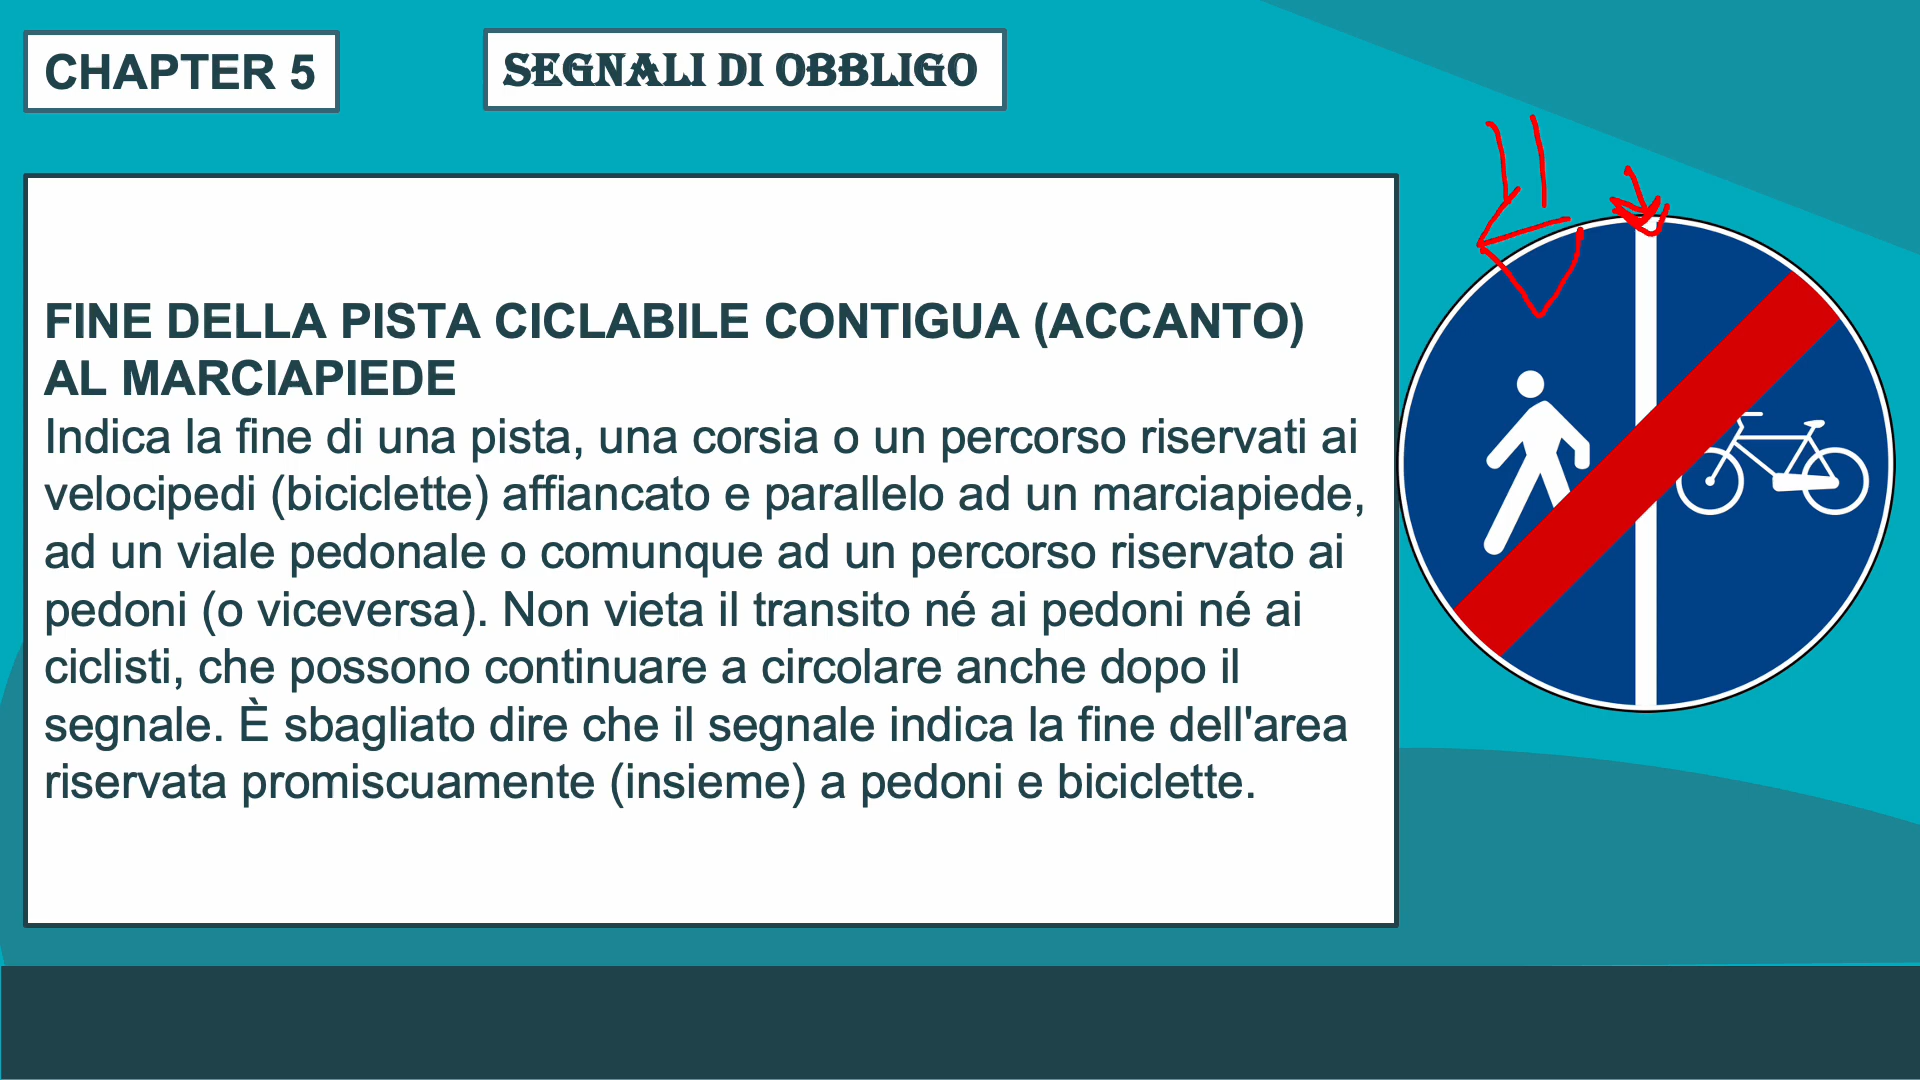 CHAPTER 5
SEGNALI DI OBBLIGO
FINE DELLA PISTA CICLABILE CONTIGUA (ACCANTO)
AL MARCIAPIEDE
Indica la fine di una pista, una corsia o un percorso riservati ai
velocipedi (biciclette) affiancato e parallelo ad un marciapiede,
ad un viale pedonale o comunque ad un percorso riservato ai
pedoni (o viceversa). Non vieta il transito né ai pedoni né ai
ciclisti, che possono continuare a circolare anche dopo il
segnale. È sbagliato dire che il segnale indica la fine dell'area
riservata promiscuamente (insieme) a pedoni e biciclette.